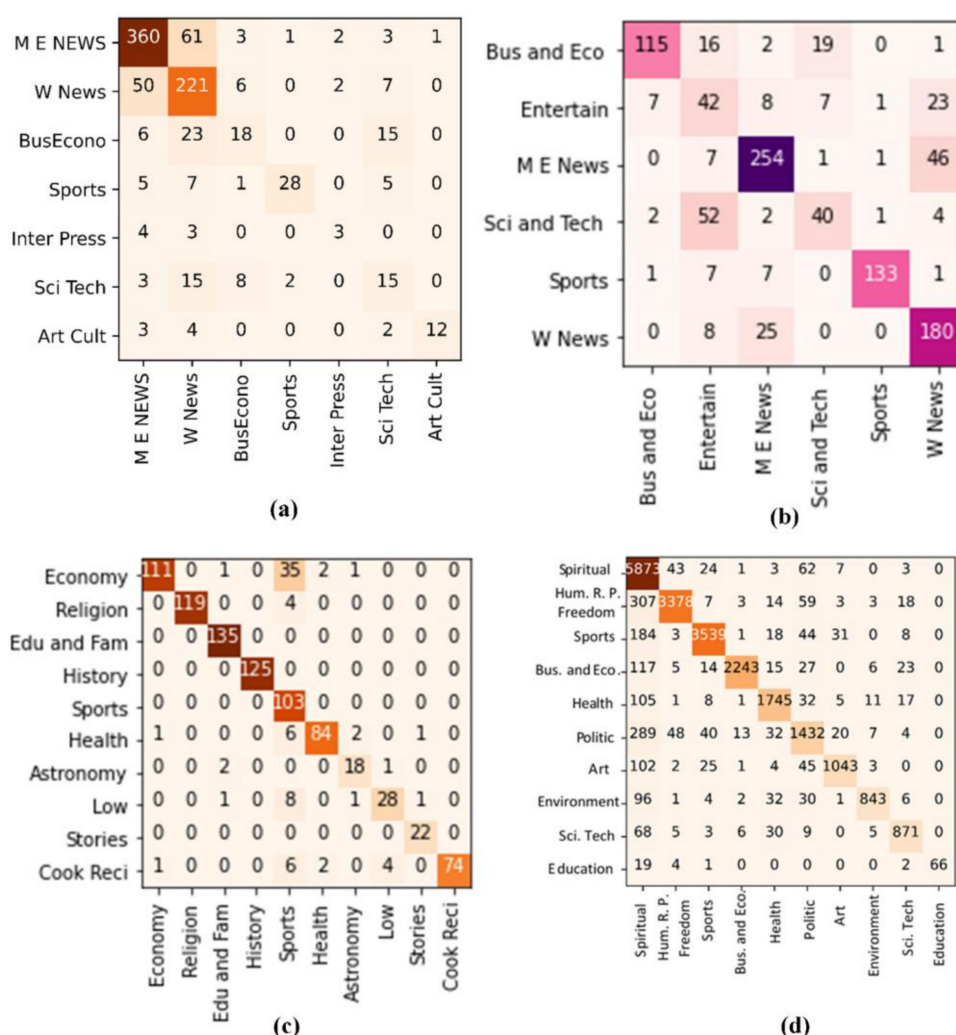 M E NEWS 360 61 3 1 2 3 1
W News 50 221 6 0 2 7 0
BusEcono 6 23 18 0 0 15 0
Sports 5 7 1 28 0 5 0
Inter Press 4 3 0 0 3 0 0
Sci Tech 3 15 8 2 0 15 0
Art Cult 3 4 0 0 0 2 12
M E NEWS W News BusEcono Sports Inter Press Sci Tech Art Cult
(a)
Bus and Eco 115 16 2 19 0 1
Entertain 7 42 8 7 1 23
M E News 0 7 254 1 1 46
Sci and Tech 2 52 2 40 1 4
Sports 1 7 7 0 133 1
W News 0 8 25 0 0 180
Bus and Eco Entertain M E News Sci and Tech Sports W News
(b)
Economy 111 0 1 0 35 2 1 0 0 0
Religion 0 119 0 0 4 0 0 0 0 0
Edu and Fam 0 0 135 0 0 0 0 0 0 0
History 0 0 0 125 0 0 0 0 0 0
Sports 0 0 0 0 103 0 0 0 0 0
Health 1 0 0 0 6 84 2 0 1 0
Astronomy 0 0 2 0 0 0 18 1 0 0
Low 0 0 1 0 8 0 1 28 1 0
Stories 0 0 0 0 0 0 0 0 22 0
Cook Reci 1 0 0 0 6 2 0 4 0 74
Economy Religion Edu and Fam History Sports Health Astronomy Low Stories Cook Reci
(c)
Spiritual 5873 43 24 1 3 62 7 0 3 0
Hum. R. P.
Freedom 307 3378 7 3 14 59 3 3 18 0
Sports 184 3 3539 1 18 44 31 0 8 0
Bus. and Eco. 117 5 14 2243 15 27 0 6 23 0
Health 105 1 8 1 1745 32 5 11 17 0
Politic 289 48 40 13 32 1432 20 7 4 0
Art 102 2 25 1 4 45 1043 3 0 0
Environment 96 1 4 2 32 30 1 843 6 0
Sci. Tech 68 5 3 6 30 9 0 5 871 0
Education 19 4 1 0 0 0 0 0 2 66
Spiritual Hum. R. P. Freedom Sports Bus. and Eco. Health Politic Art Environment Sci. Tech Education
(d)